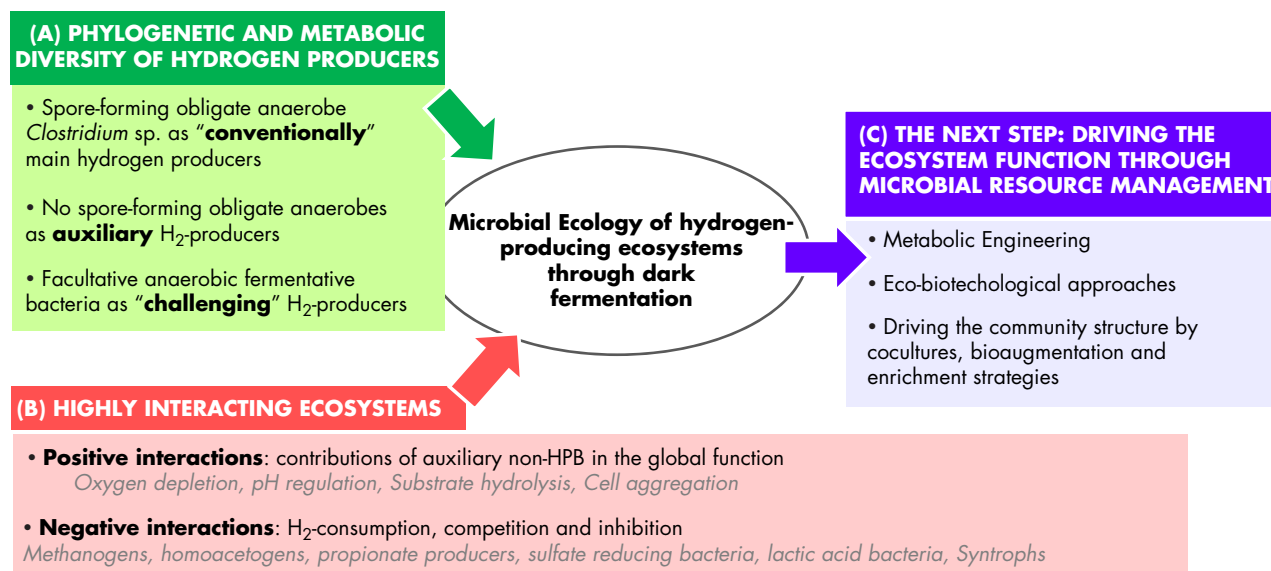 (A) PHYLOGENETIC AND METABOLIC
DIVERSITY OF HYDROGEN PRODUCERS
• Spore-forming obligate anaerobe
Clostridium sp. as “conventionally”
main hydrogen producers
• No spore-forming obligate anaerobes
as auxiliary H₂-producers
• Facultative anaerobic fermentative
bacteria as “challenging” H₂-producers
Microbial Ecology of hydrogen-
producing ecosystems
through dark
fermentation
(B) HIGHLY INTERACTING ECOSYSTEMS
• Positive interactions: contributions of auxiliary non-HPB in the global function
Oxygen depletion, pH regulation, Substrate hydrolysis, Cell aggregation
• Negative interactions: H₂-consumption, competition and inhibition
Methanogens, homoacetogens, propionate producers, sulfate reducing bacteria, lactic acid bacteria, Syntrophs
(C) THE NEXT STEP: DRIVING THE
ECOSYSTEM FUNCTION THROUGH
MICROBIAL RESOURCE MANAGEMENT
• Metabolic Engineering
• Eco-biotechological approaches
• Driving the community structure by
cocultures, bioaugmentation and
enrichment strategies